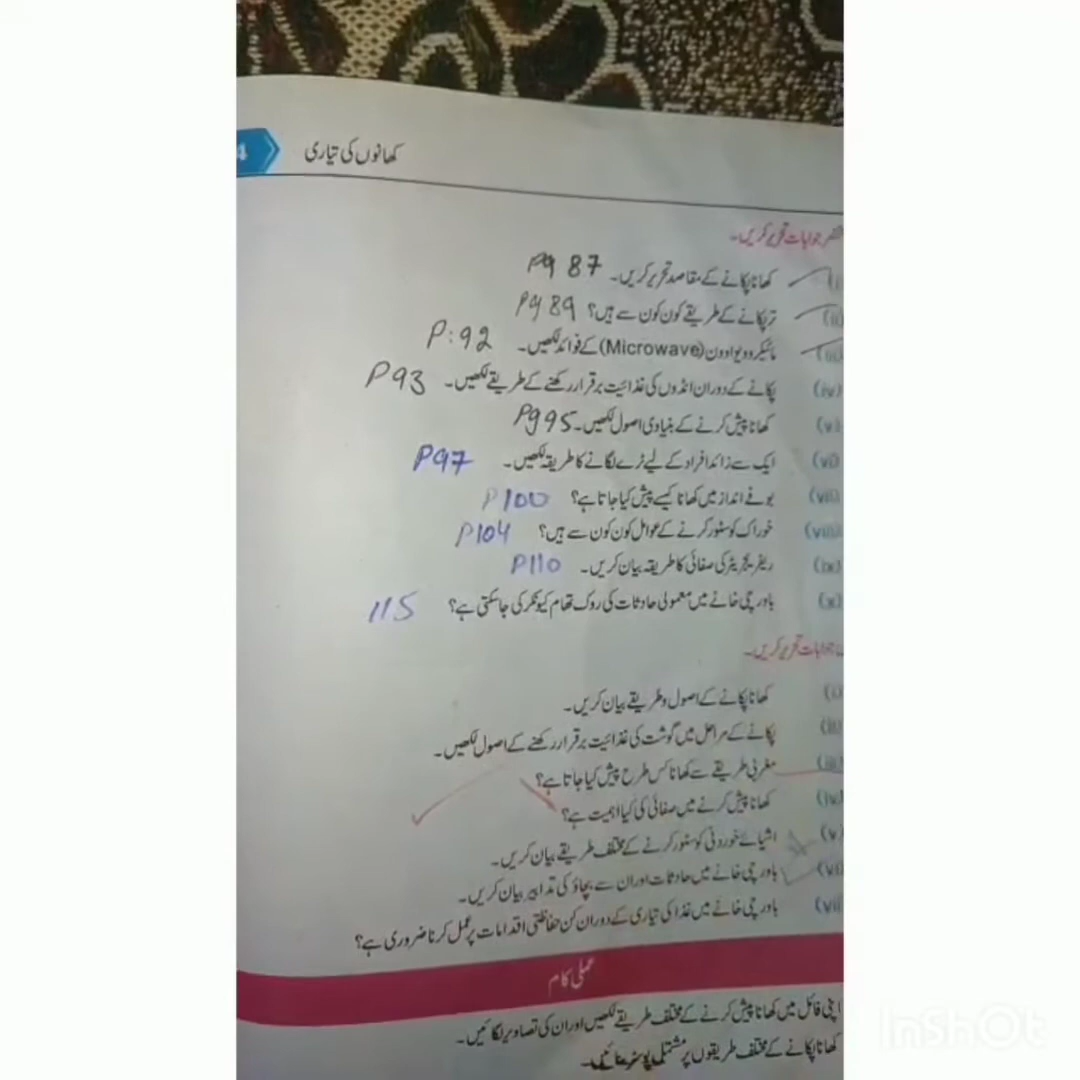 4 کھانوں کی تیاری
جوابات تحریر کریں۔
(i) کھانا پکانے کے مقاصد تحریر کریں۔ Pg 87
(ii) تر پکانے کے طریقے کون کون سے ہیں؟ Pg 89
(iii) مائیکرو ویو اوون (Microwave) کے فوائد لکھیں۔ P:92
(iv) پکانے کے دوران انڈوں کی غذائیت برقرار رکھنے کے طریقے لکھیں۔ P93
(v) کھانا پیش کرنے کے بنیادی اصول لکھیں۔ Pg95
(vi) ایک سے زائد افراد کے لیے ٹرے لگانے کا طریقہ لکھیں۔ P97
(vii) بوفے انداز میں کھانا کیسے پیش کیا جاتا ہے؟ P100
(viii) خوراک کو سٹور کرنے کے عوامل کون کون سے ہیں؟ P104
(ix) ریفریجریٹر کی صفائی کا طریقہ بیان کریں۔ P110
(x) باورچی خانے میں معمولی حادثات کی روک تھام کیونکر کی جا سکتی ہے؟ 115
جوابات تحریر کریں۔
(i) کھانا پکانے کے اصول و طریقے بیان کریں۔
(ii) پکانے کے مراحل میں گوشت کی غذائیت برقرار رکھنے کے اصول لکھیں۔
(iii) مغربی طریقے سے کھانا کس طرح پیش کیا جاتا ہے؟
(iv) کھانا پیش کرنے میں صفائی کی کیا اہمیت ہے؟
(v) اشیائے خوردنی کو سٹور کرنے کے مختلف طریقے بیان کریں۔
(vi) باورچی خانے میں حادثات اور ان سے بچاؤ کی تدابیر بیان کریں۔
(vii) باورچی خانے میں غذا کی تیاری کے دوران کن حفاظتی اقدامات پر عمل کرنا ضروری ہے؟
عملی کام
اپنی فائل میں کھانا پیش کرنے کے مختلف طریقے لکھیں اور ان کی تصاویر لگائیں۔
کھانا پکانے کے مختلف طریقوں پر مشتمل پوسٹر بنائیں۔
InShOt